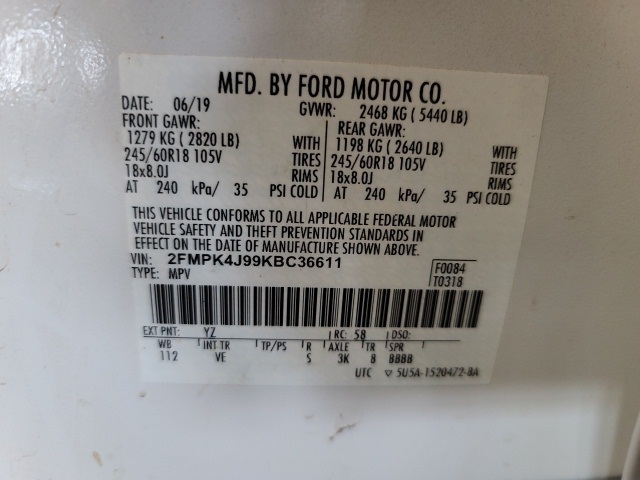 MFD. BY FORD MOTOR CO.
DATE: 06/19 GVWR: 2468 KG ( 5440 LB)
FRONT GAWR: REAR GAWR:
1279 KG ( 2820 LB) WITH 1198 KG ( 2640 LB) WITH
245/60R18 105V TIRES 245/60R18 105V TIRES
18x8.0J RIMS 18x8.0J RIMS
AT 240 kPa/ 35 PSI COLD AT 240 kPa/ 35 PSI COLD
THIS VEHICLE CONFORMS TO ALL APPLICABLE FEDERAL MOTOR
VEHICLE SAFETY AND THEFT PREVENTION STANDARDS IN
EFFECT ON THE DATE OF MANUFACTURE SHOWN ABOVE.
VIN: 2FMPK4J99KBC36611 F0084
TYPE: MPV T0318
EXT PNT: YZ RC: 58 DSO:
WB INT TR TP/PS R AXLE TR SPR
112 VE S 3K 8 BBBB
UTC ▽ 5U5A-1520472-BA